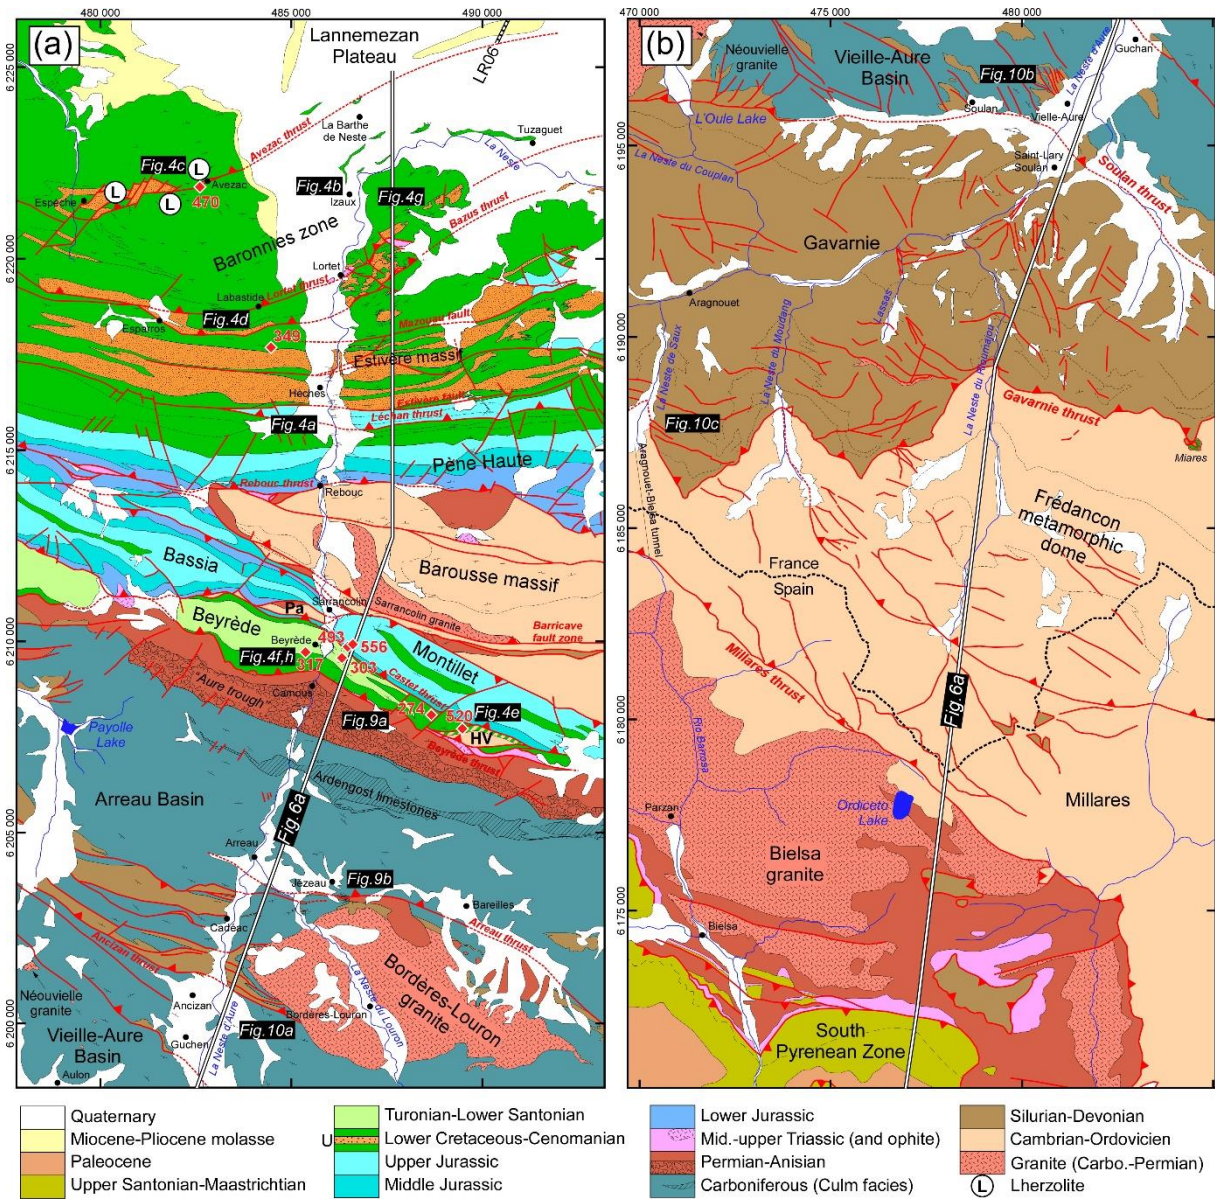 480 000
485 000
490 000
(a)
Lannemezan
Plateau
LR06
6 225 000
6 220 000
6 215 000
6 210 000
6 205 000
6 200 000
La Barthe
de Neste
Tuzaguet
La Neste
Avezac thrust
Fig.4c
L
L
L
Avezac
470
Espèche
Fig.4b
Izaux
Fig.4g
Bazus thrust
Baronnies zone
Lortet
Lortet thrust
Labastide
Fig.4d
Esparros
Mazouau fault
349
Estivère massif
Hèches
Estivère fault
Léchan thrust
Fig.4a
Pène Haute
Rebouc thrust
Rebouc
Bassia
Barousse massif
Sarrancolin
Sarrancolin granite
Pa
Barricave
fault zone
Beyrède
Beyrède
493
556
Fig.4f,h
317
303
Montillet
Castet thrust
"Aure trough"
Camous
274
520
Fig.4e
Fig.9a
HV
Beyrède thrust
Payolle
Lake
Ardengost limestones
Arreau Basin
Fig.6a
Arreau
Jézeau
Fig.9b
Bareilles
Cadéac
Arreau thrust
Ancizan thrust
Bordères-Louron
granite
Néouvielle
granite
Ancizan
Bordères-Louron
La Neste du Louron
Vieille-Aure
Basin
Guchen
Fig.10a
La Neste d'Aure
Aulon
470 000
475 000
480 000
(b)
Néouvielle
granite
Vieille-Aure
Basin
Fig.10b
La Neste d'Aure
Guchan
Soulan
Vielle-Aure
L'Oule Lake
6 195 000
6 190 000
6 185 000
6 180 000
6 175 000
La Neste du Couplan
Saint-Lary
Soulan
Soulan thrust
Gavarnie
Aragnouet
La Neste de Saux
La Neste du Moudang
Lassas
La Neste du Rioumajou
Gavarnie thrust
Fig.10c
Miares
Aragnouet-Bielsa tunnel
Frédancon
metamorphic
dome
France
Spain
Millares thrust
Fig.6a
Rio Barrosa
Millares
Parzan
Ordiceto
Lake
Bielsa
granite
Bielsa
South
Pyrenean Zone
Quaternary
Miocene-Pliocene molasse
Paleocene
Upper Santonian-Maastrichtian
Turonian-Lower Santonian
U
Lower Cretaceous-Cenomanian
Upper Jurassic
Middle Jurassic
Lower Jurassic
Mid.-upper Triassic (and ophite)
Permian-Anisian
Carboniferous (Culm facies)
Silurian-Devonian
Cambrian-Ordovicien
Granite (Carbo.-Permian)
L
Lherzolite